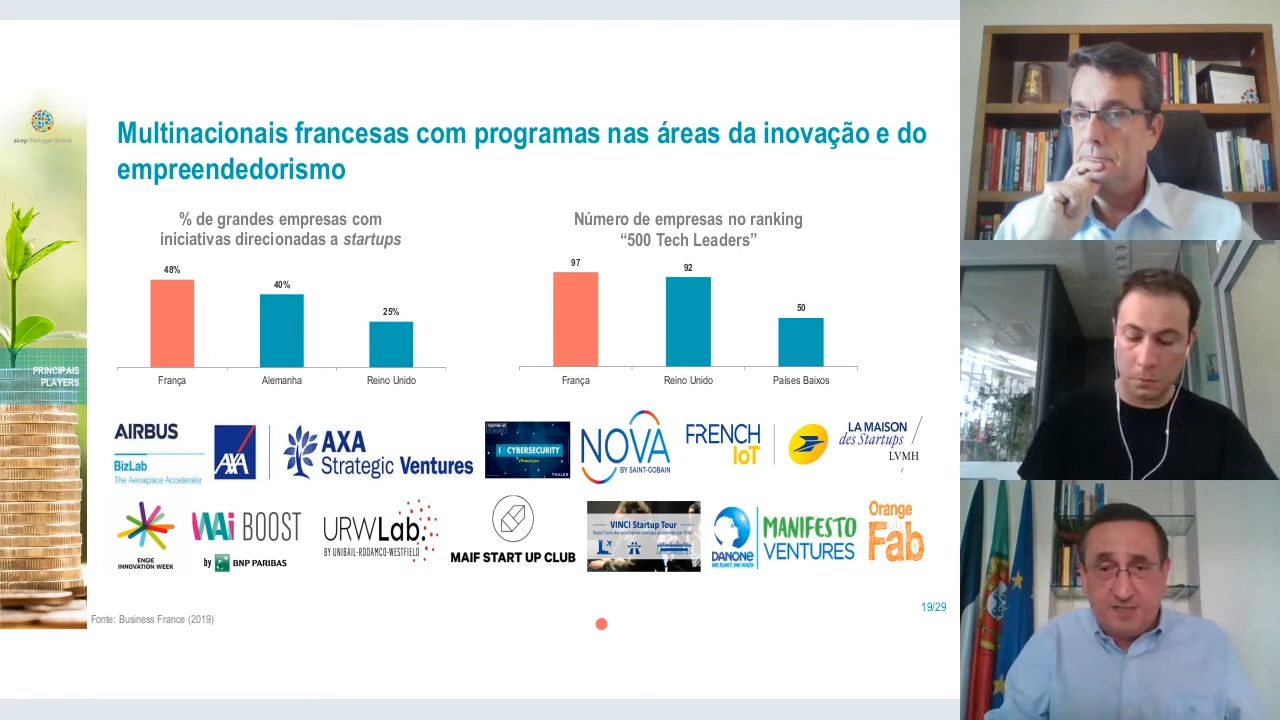 aicep Portugal Global
Multinacionais francesas com programas nas áreas da inovação e do
empreendedorismo
% de grandes empresas com
iniciativas direcionadas a startups
48%
40%
25%
França
Alemanha
Reino Unido
Número de empresas no ranking
“500 Tech Leaders”
97
92
50
França
Reino Unido
Países Baixos
PRINCIPAIS
PLAYERS
AIRBUS
BizLab
The Aerospace Accelerator
AXA
AXA
Strategic Ventures
CYBERSECURITY
THALES
NOVA
BY SAINT-GOBAIN
FRENCH
IoT
LA MAISON
des Startups
LVMH
ENGIE
INNOVATION WEEK
WAi BOOST
by BNP PARIBAS
URWLab.
BY UNIBAIL-RODAMCO-WESTFIELD
MAIF START UP CLUB
VINCI Startup Tour
DANONE
ONE PLANET. ONE HEALTH
MANIFESTO
VENTURES
Orange
Fab
19/29
Fonte: Business France (2019)